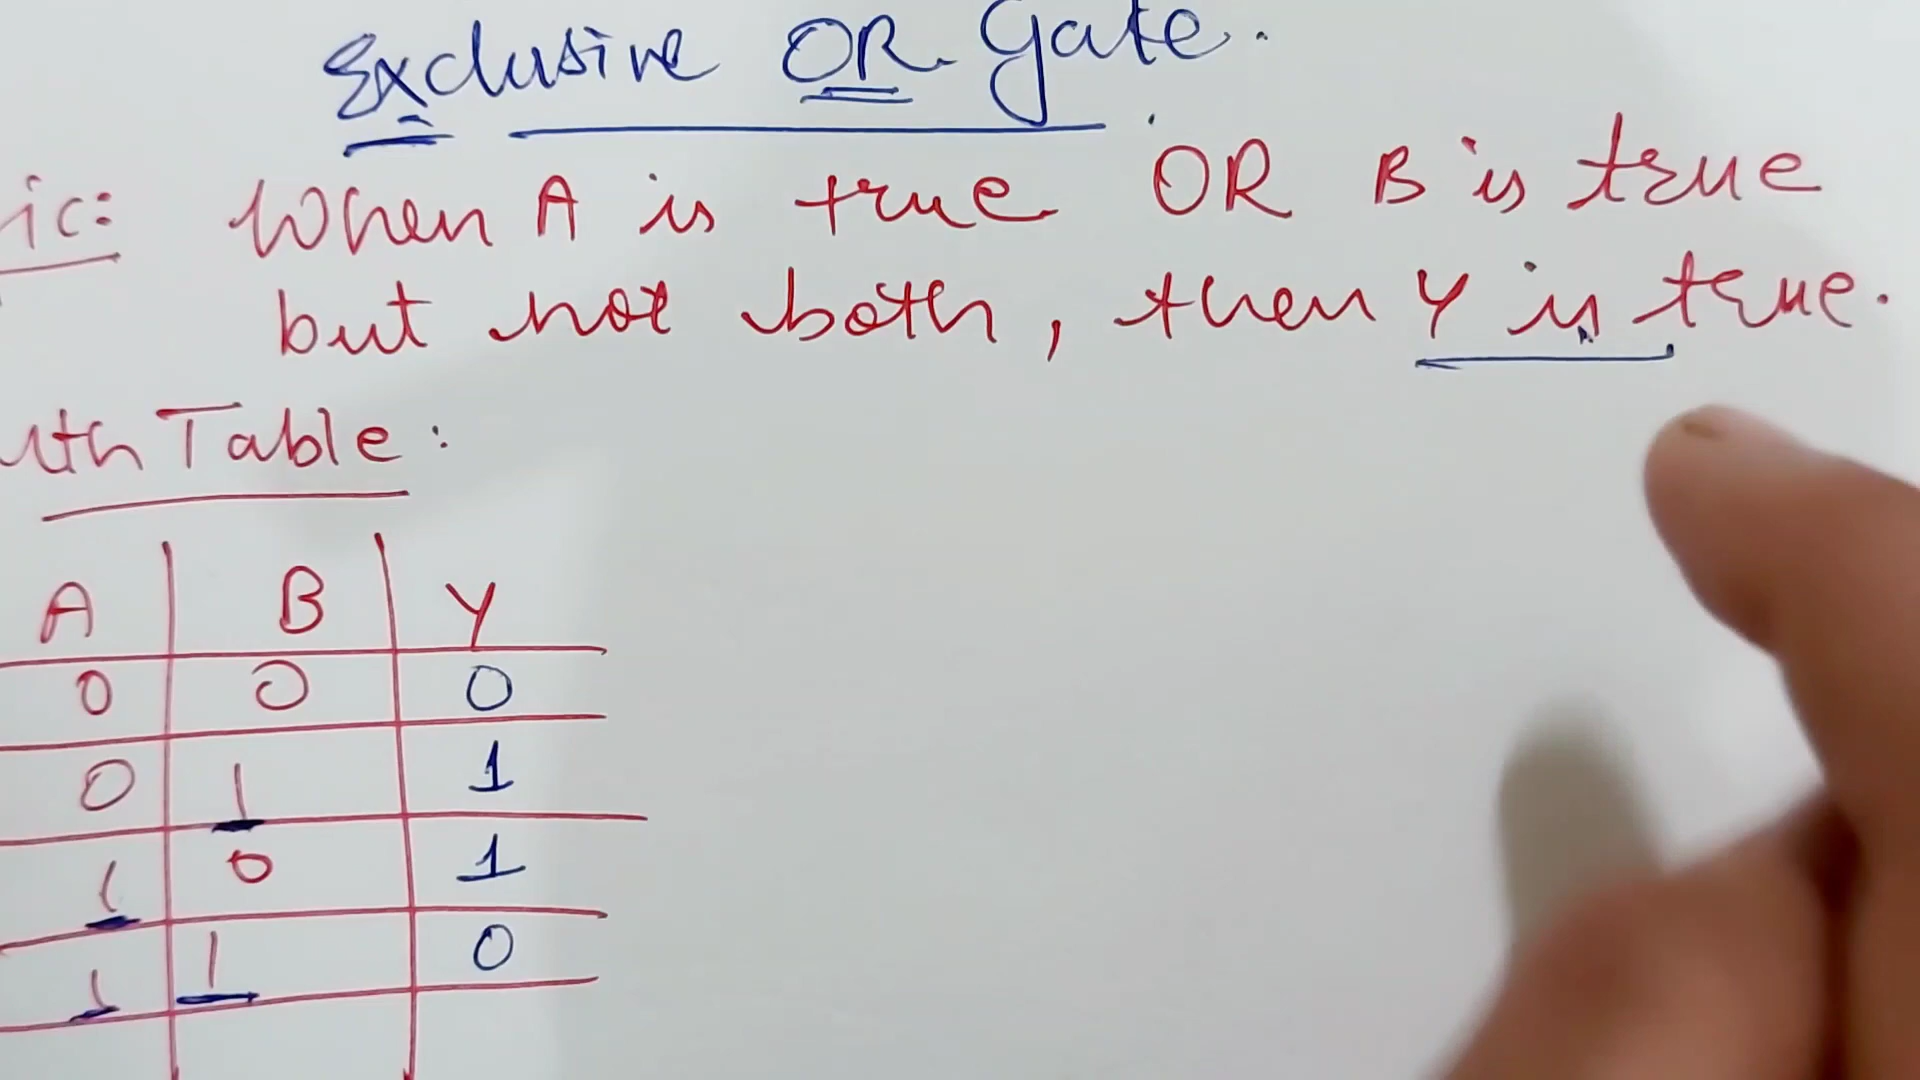 Exclusive OR Gate.
ic: When A is true OR B is true
but not both, then Y is true.
uth Table:
A B Y
0 0 0
0 1 1
1 0 1
1 1 0